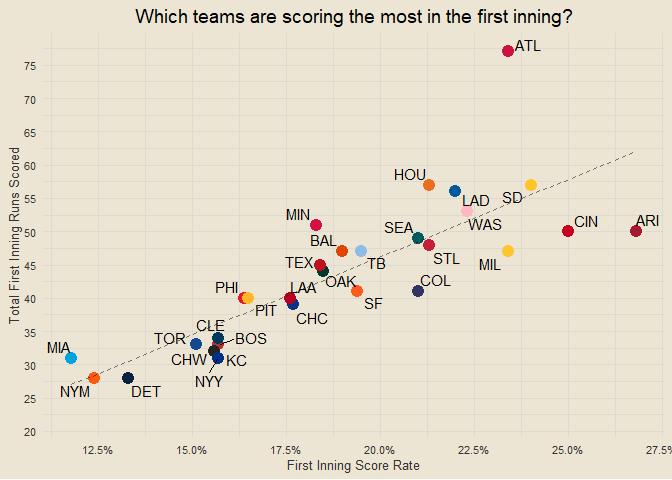 Which teams are scoring the most in the first inning?
ATL
75
70
65
60
HOU
55
LAD
SD
MIN
WAS
CIN
ARI
50
SEA
BAL
STL
45
TEX
TB
MIL
OAK
COL
40
PHI
LAA
SF
PIT
CHC
35
CLE
TOR
BOS
MIA
CHW
KC
30
NYY
NYM
DET
25
20
Total First Inning Runs Scored
12.5% 15.0% 17.5% 20.0% 22.5% 25.0% 27.5%
First Inning Score Rate